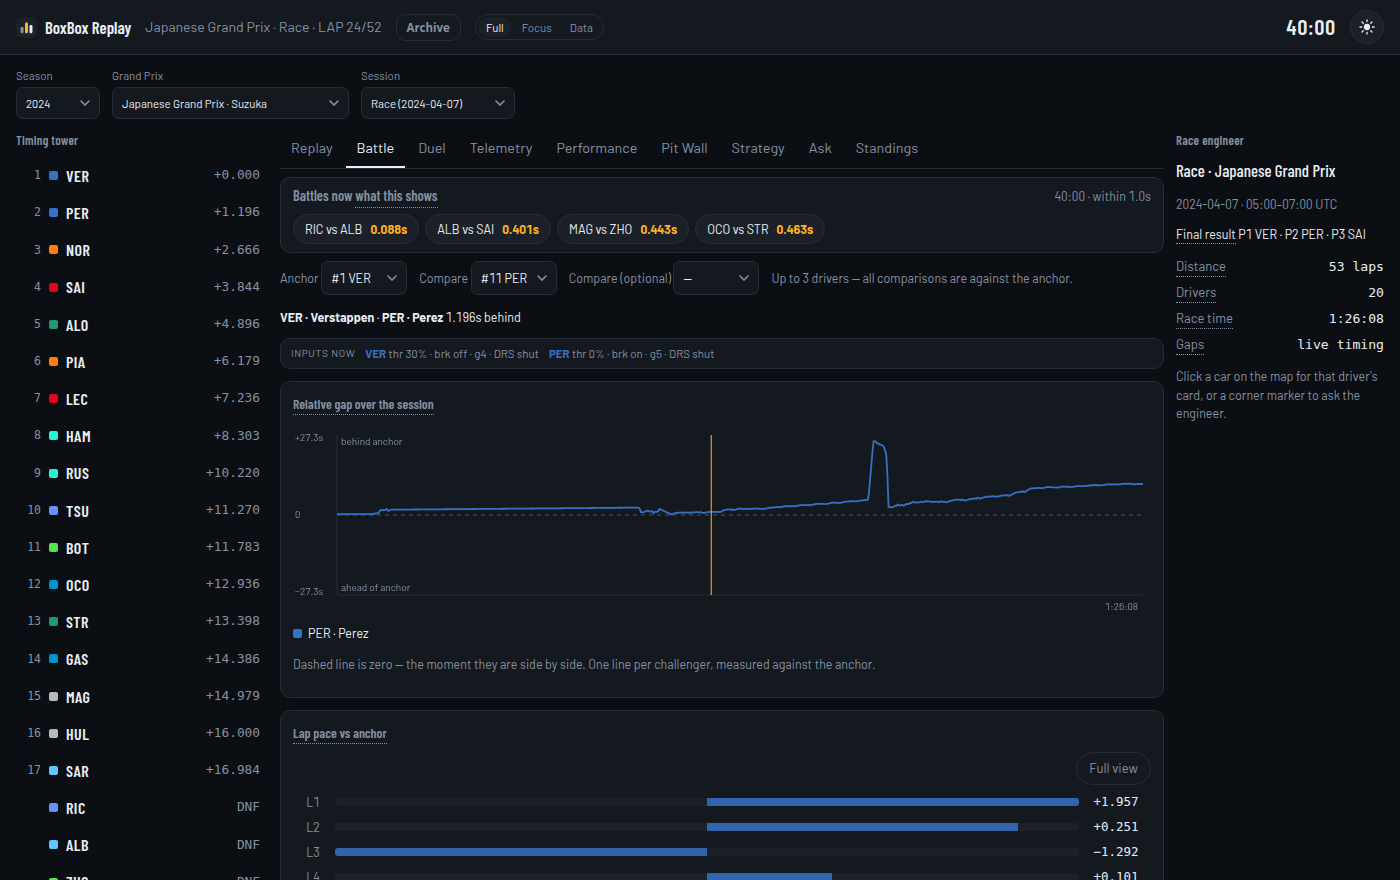 BoxBox Replay Japanese Grand Prix · Race · LAP 24/52 Archive Full Focus Data 40:00
Season Grand Prix Session
2024 Japanese Grand Prix · Suzuka Race (2024-04-07)
Timing tower
1 VER +0.000
2 PER +1.196
3 NOR +2.666
4 SAI +3.844
5 ALO +4.896
6 PIA +6.179
7 LEC +7.236
8 HAM +8.303
9 RUS +10.220
10 TSU +11.270
11 BOT +11.783
12 OCO +12.936
13 STR +13.398
14 GAS +14.386
15 MAG +14.979
16 HUL +16.000
17 SAR +16.984
RIC DNF
ALB DNF
ZHO DNF
Replay Battle Duel Telemetry Performance Pit Wall Strategy Ask Standings
Battles now what this shows 40:00 · within 1.0s
RIC vs ALB 0.088s ALB vs SAI 0.401s MAG vs ZHO 0.443s OCO vs STR 0.463s
Anchor #1 VER Compare #11 PER Compare (optional) — Up to 3 drivers — all comparisons are against the anchor.
VER · Verstappen · PER · Perez 1.196s behind
INPUTS NOW VER thr 30% · brk off · g4 · DRS shut PER thr 0% · brk on · g5 · DRS shut
Relative gap over the session
+27.3s behind anchor
0
−27.3s ahead of anchor
1:26:08
PER · Perez
Dashed line is zero — the moment they are side by side. One line per challenger, measured against the anchor.
Lap pace vs anchor
Full view
L1 +1.957
L2 +0.251
L3 −1.292
L4 +0.101
Race engineer
Race · Japanese Grand Prix
2024-04-07 · 05:00–07:00 UTC
Final result P1 VER · P2 PER · P3 SAI
Distance 53 laps
Drivers 20
Race time 1:26:08
Gaps live timing
Click a car on the map for that driver's
card, or a corner marker to ask the
engineer.